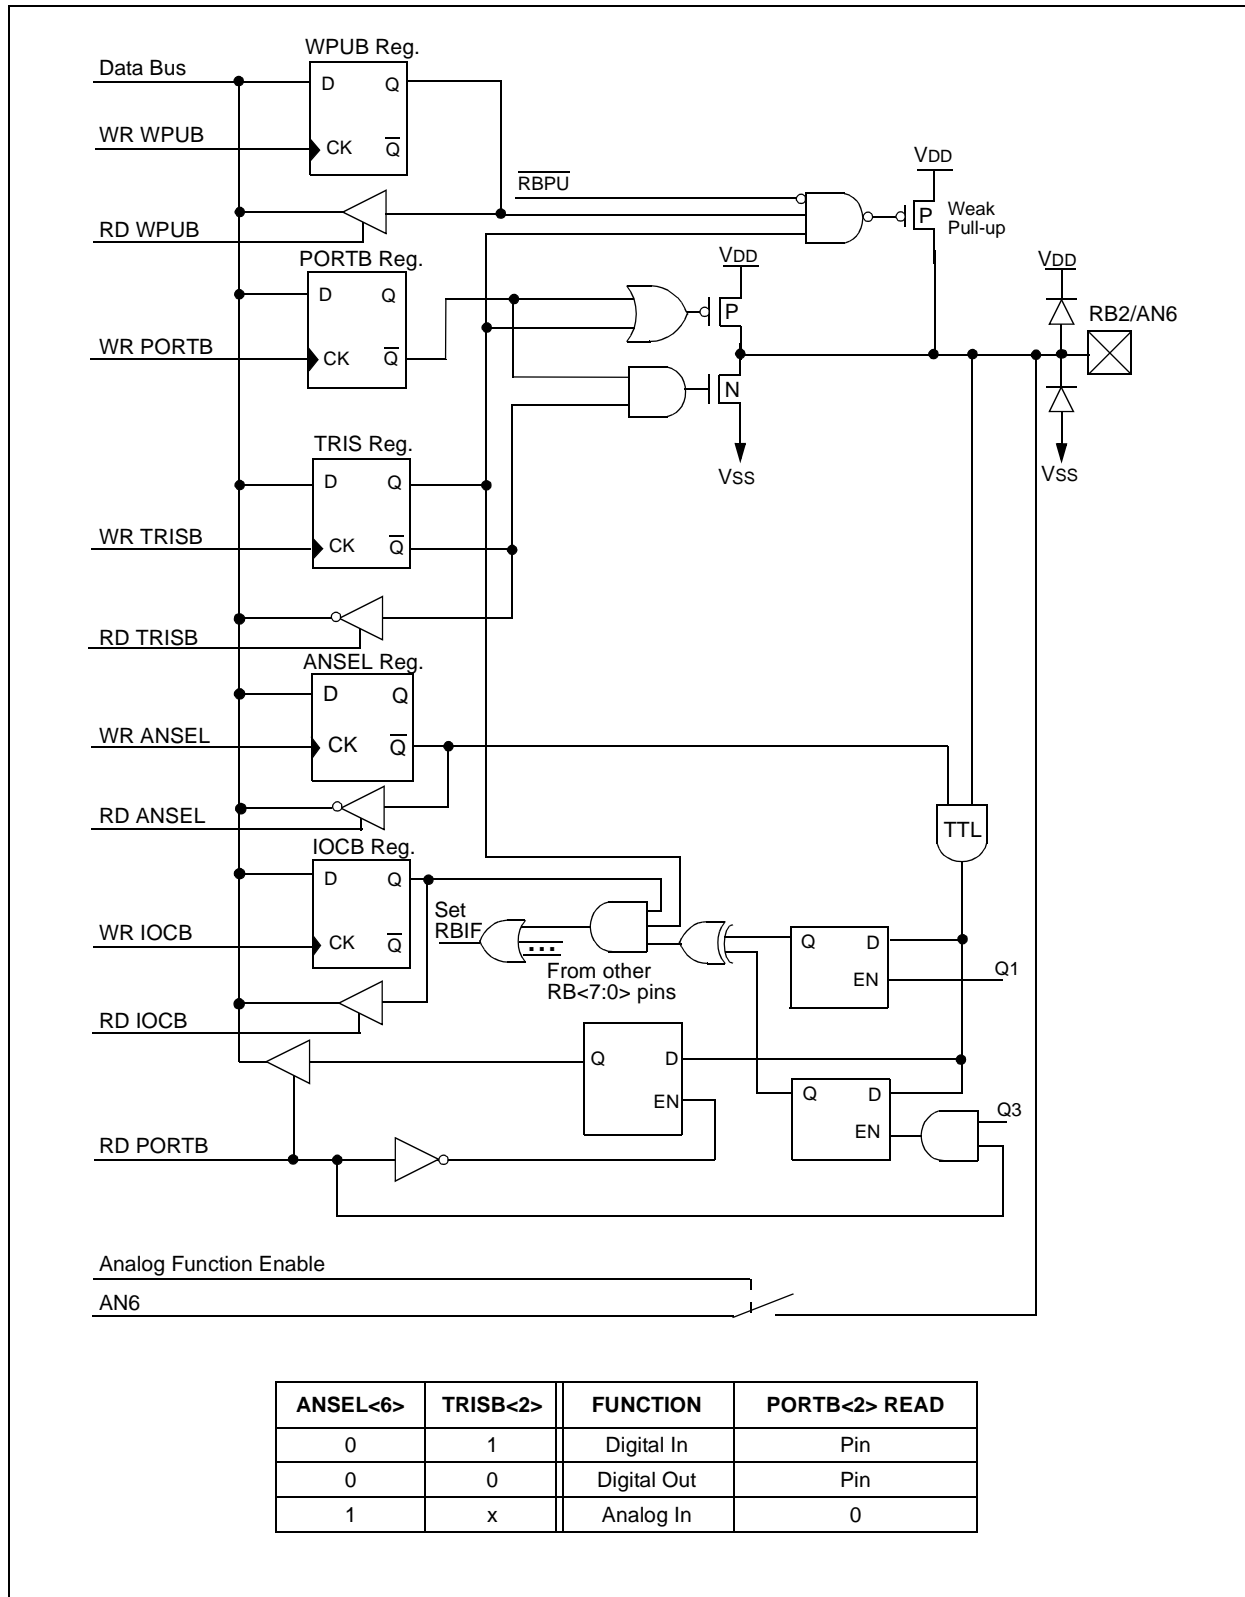 WPUB Reg.
Data Bus
D Q
WR WPUB
CK Q̅
RD WPUB
R̅B̅P̅U̅
VDD
P Weak
Pull-up
PORTB Reg.
D Q
WR PORTB
CK Q̅
VDD
P
N
VSS
VDD
RB2/AN6
VSS
TRIS Reg.
D Q
WR TRISB
CK Q̅
RD TRISB
ANSEL Reg.
D Q
WR ANSEL
CK Q̅
RD ANSEL
TTL
IOCB Reg.
D Q
WR IOCB
CK Q̅
RD IOCB
Set
RBIF
From other
RB<7:0> pins
Q D
EN
Q1
Q D
EN
Q D
EN
Q3
RD PORTB
Analog Function Enable
AN6
ANSEL<6> TRISB<2> FUNCTION PORTB<2> READ
0 1 Digital In Pin
0 0 Digital Out Pin
1 x Analog In 0